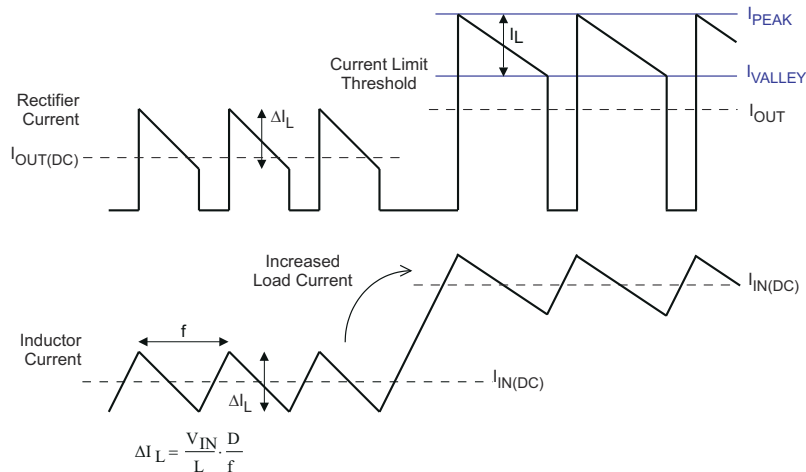 I_PEAK
I_L
Current Limit
Threshold
I_VALLEY
Rectifier
Current
ΔI_L
I_OUT
I_OUT(DC)
Increased
Load Current
I_IN(DC)
f
Inductor
Current
I_IN(DC)
ΔI_L
ΔI_L = V_IN/L · D/f